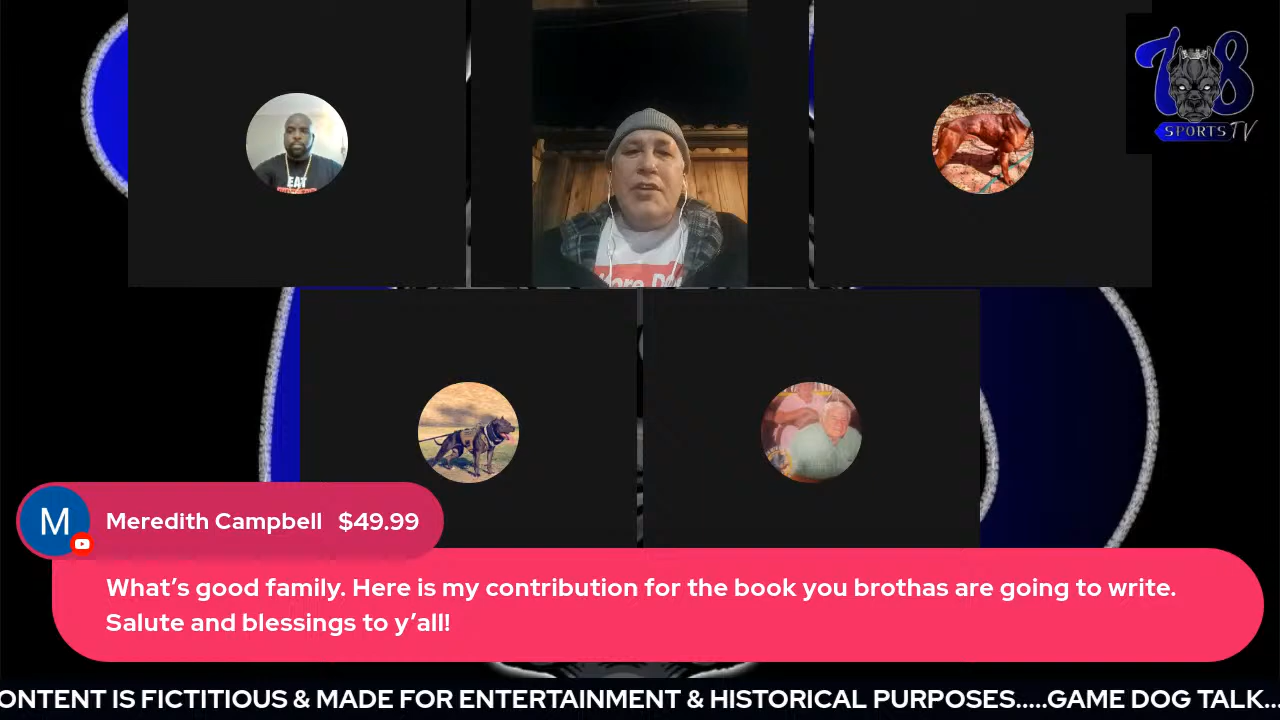 78
SPORTS TV
EAT
Meredith Campbell $49.99
M
What’s good family. Here is my contribution for the book you brothas are going to write.
Salute and blessings to y’all!
ONTENT IS FICTITIOUS & MADE FOR ENTERTAINMENT & HISTORICAL PURPOSES.....GAME DOG TALK...